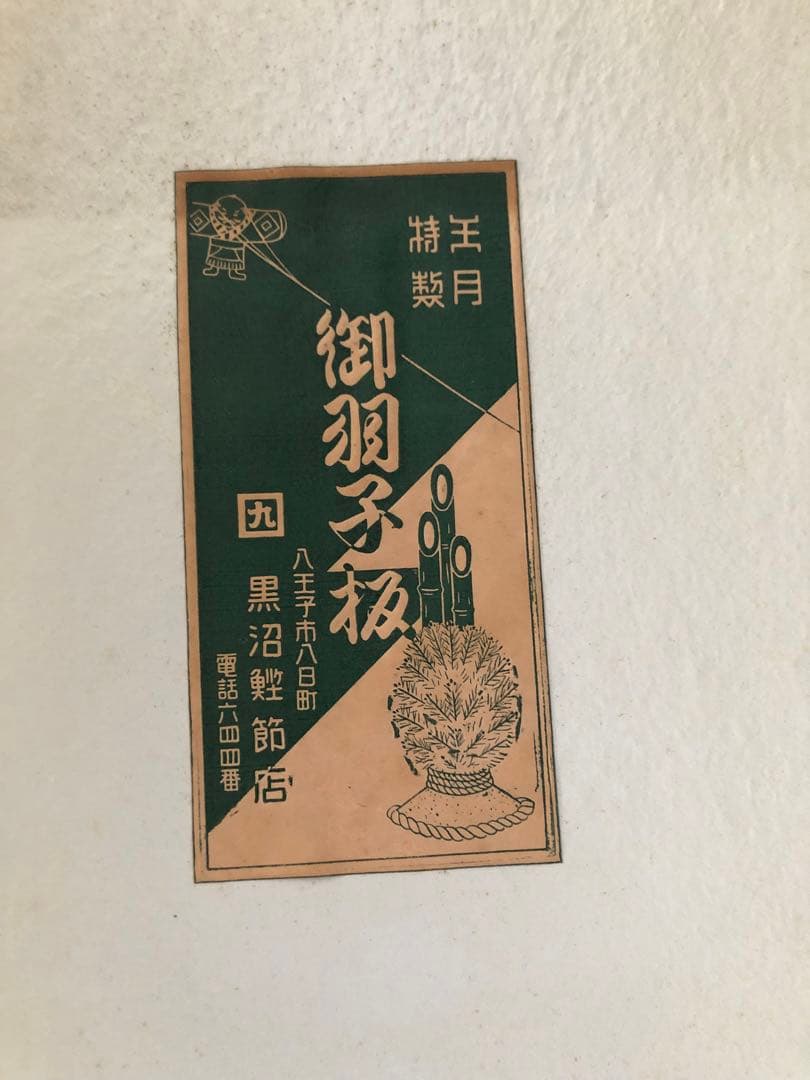 正月
特製
御羽子板
八王子市八日町
九
黒沼鰹節店
電話六四四番